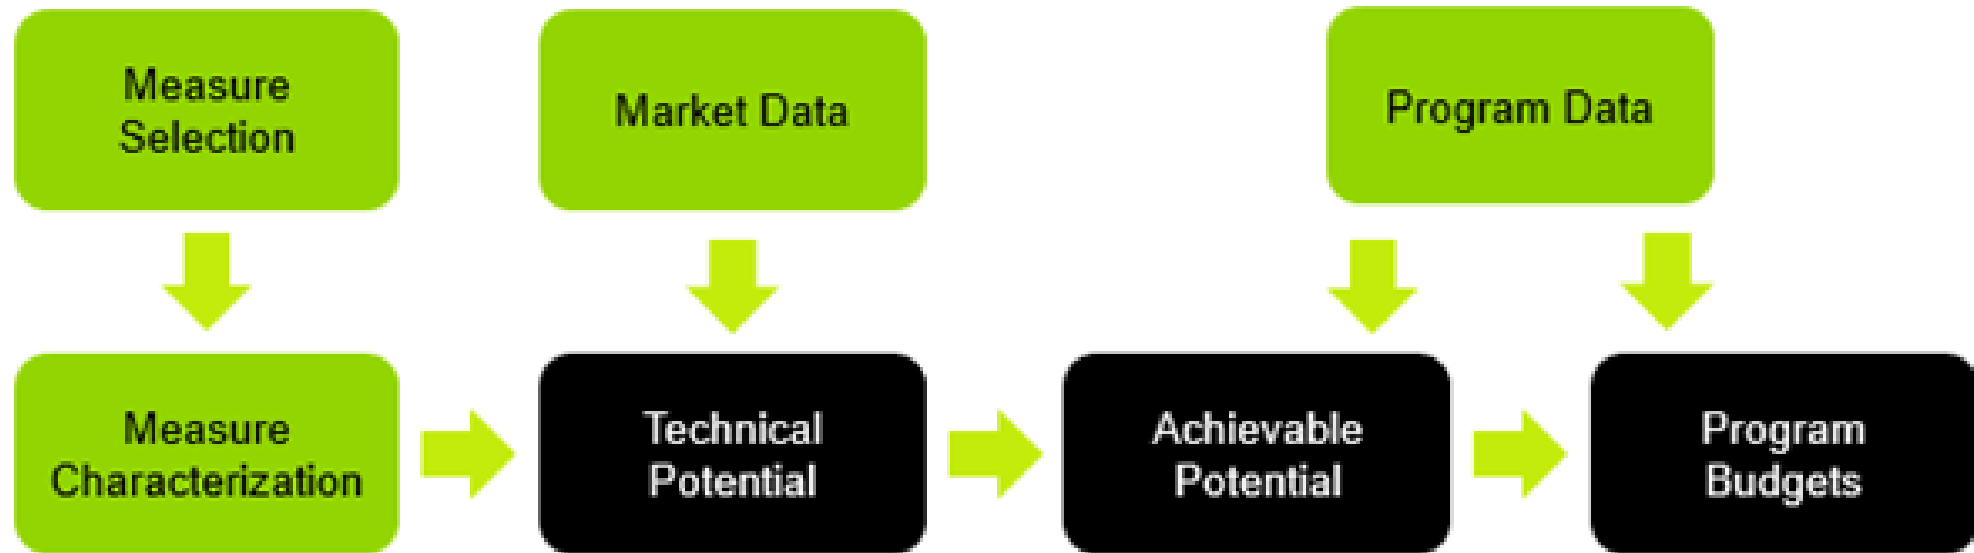 Measure
Selection
Market Data
Program Data
Measure
Characterization
Technical
Potential
Achievable
Potential
Program
Budgets